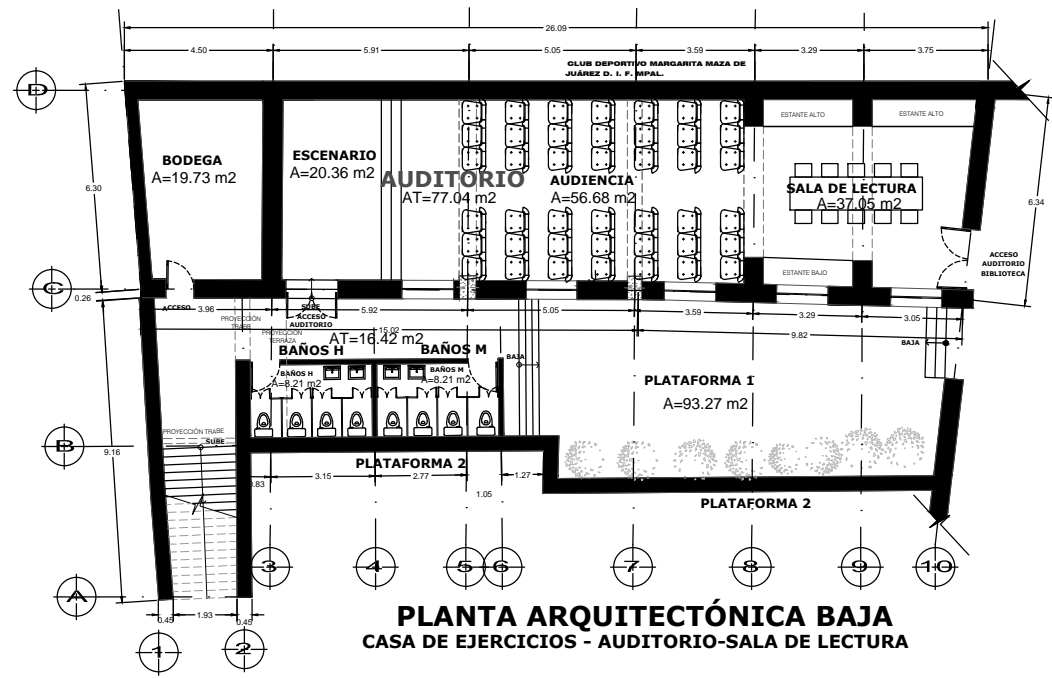 26.09
4.50
5.91
5.05
3.59
3.29
3.75
CLUB DEPORTIVO MARGARITA MAZA DE
JUÁREZ D. I. F. MPAL.
D
ESTANTE ALTO
ESTANTE ALTO
BODEGA
A=19.73 m2
ESCENARIO
A=20.36 m2
AUDITORIO
AT=77.04 m2
AUDIENCIA
A=56.68 m2
SALA DE LECTURA
A=37.05 m2
6.30
6.34
ACCESO
AUDITORIO
BIBLIOTECA
ESTANTE BAJO
C
0.26
ACCESO
3.96
SUBE
ACCESO
AUDITORIO
5.92
5.05
3.59
3.29
3.05
PROYECCIÓN
TRABE
PROYECCIÓN
TERRAZA
15.02
9.82
AT=16.42 m2
BAÑOS H
BAÑOS M
BAJA
BAJA
BAÑOS H
A=8.21 m2
BAÑOS M
A=8.21 m2
PLATAFORMA 1
A=93.27 m2
B
PROYECCIÓN TRABE
SUBE
9.16
PLATAFORMA 2
0.83
3.15
2.77
1.05
1.27
PLATAFORMA 2
3
4
5
6
7
8
9
10
A
0.45
1.93
0.45
1
2
PLANTA ARQUITECTÓNICA BAJA
CASA DE EJERCICIOS - AUDITORIO-SALA DE LECTURA